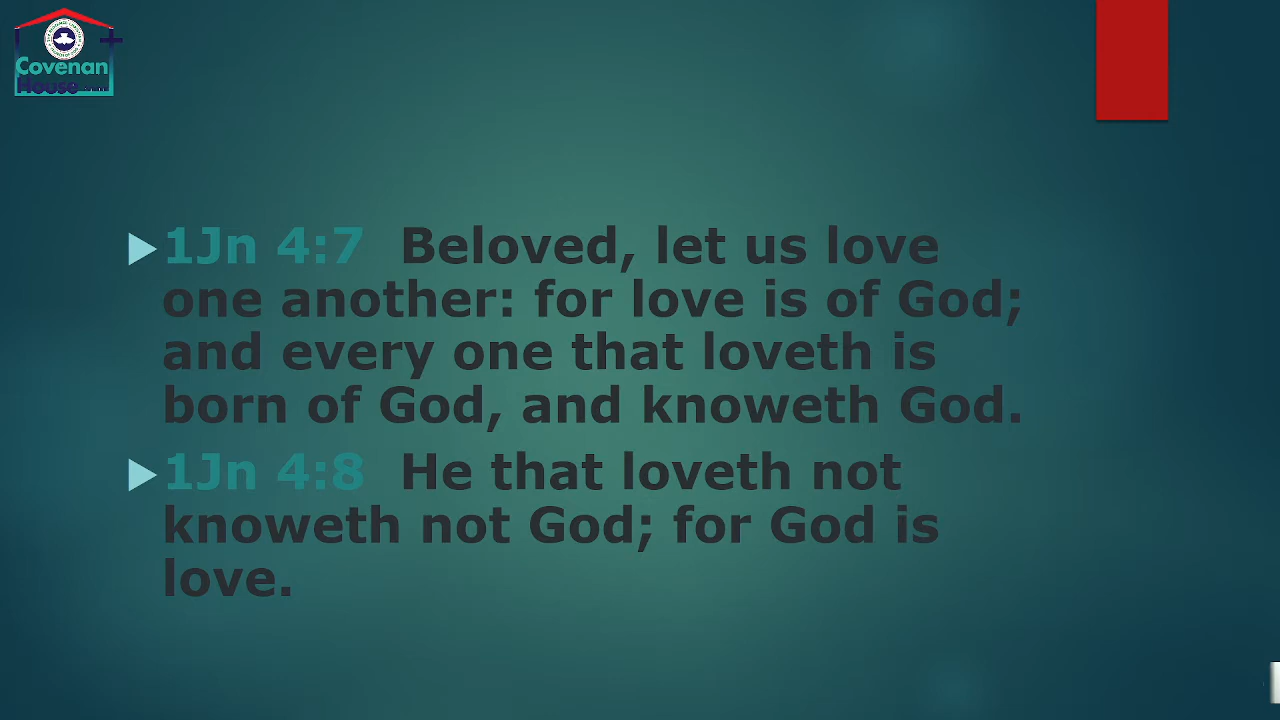 Covenan
House
1Jn 4:7 Beloved, let us love
one another: for love is of God;
and every one that loveth is
born of God, and knoweth God.
1Jn 4:8 He that loveth not
knoweth not God; for God is
love.